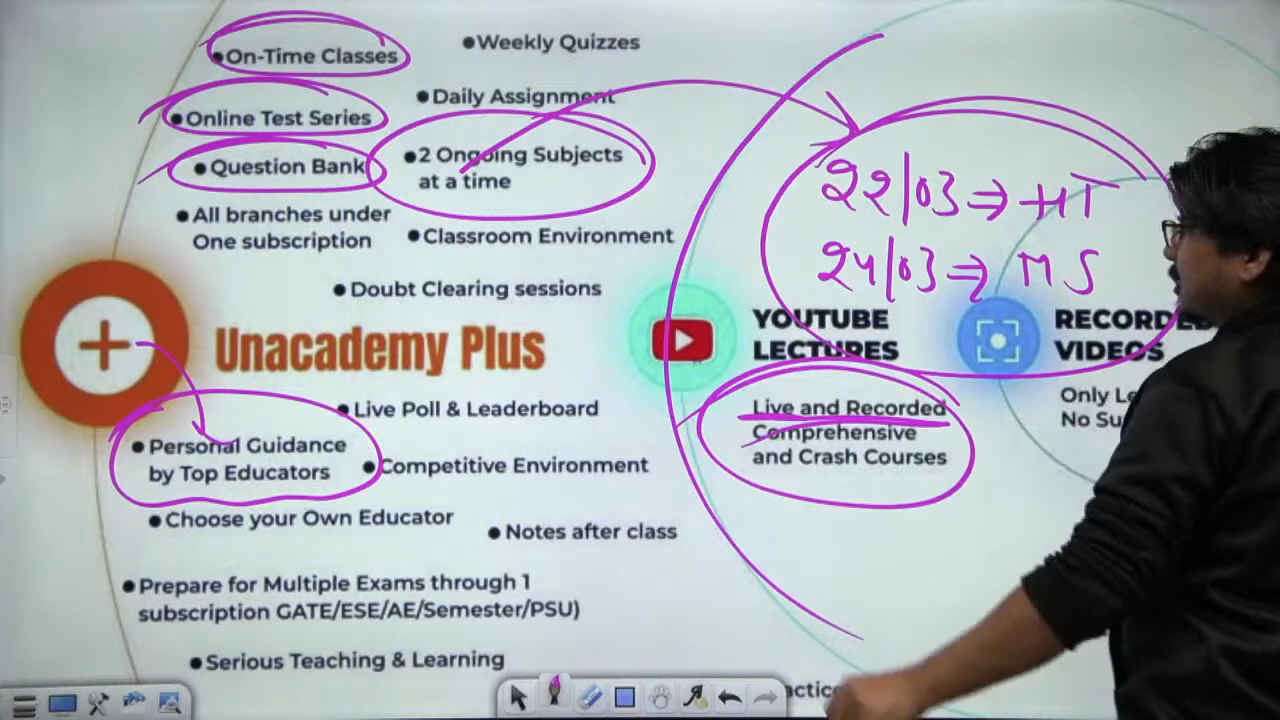 On-Time Classes
Weekly Quizzes
Online Test Series
Daily Assignment
Question Bank
2 Ongoing Subjects
at a time
All branches under
One subscription
Classroom Environment
Doubt Clearing sessions
Unacademy Plus
Live Poll & Leaderboard
Personal Guidance
by Top Educators
Competitive Environment
Choose your Own Educator
Notes after class
Prepare for Multiple Exams through 1
subscription GATE/ESE/AE/Semester/PSU)
Serious Teaching & Learning
22/03 ⇒ HT
24/03 ⇒ MS
YOUTUBE
LECTURES
Live and Recorded
Comprehensive
and Crash Courses
RECORDED
VIDEOS
Only
No